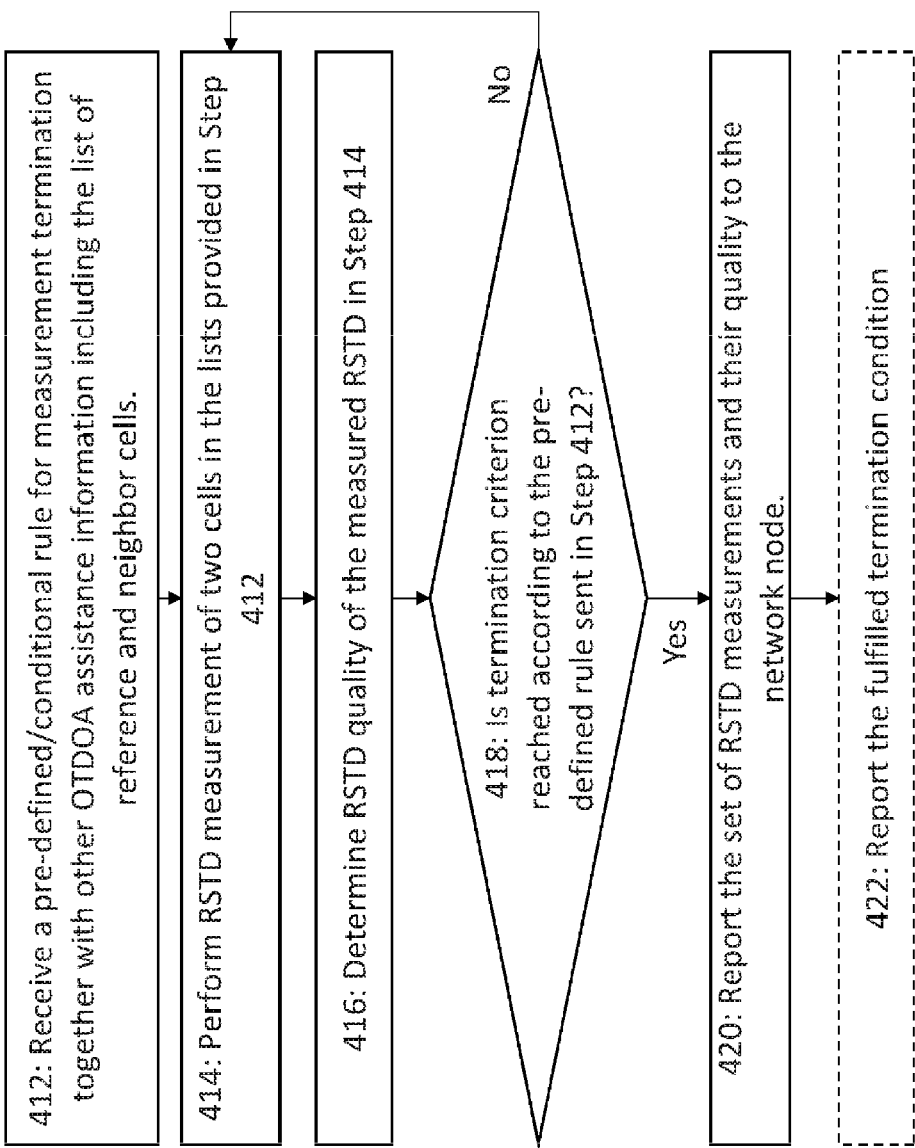 412: Receive a pre-defined/conditional rule for measurement termination
together with other OTDOA assistance information including the list of
reference and neighbor cells.
414: Perform RSTD measurement of two cells in the lists provided in Step
412
416: Determine RSTD quality of the measured RSTD in Step 414
418: Is termination criterion
reached according to the pre-
defined rule sent in Step 412?
No
Yes
420: Report the set of RSTD measurements and their quality to the
network node.
422: Report the fulfilled termination condition